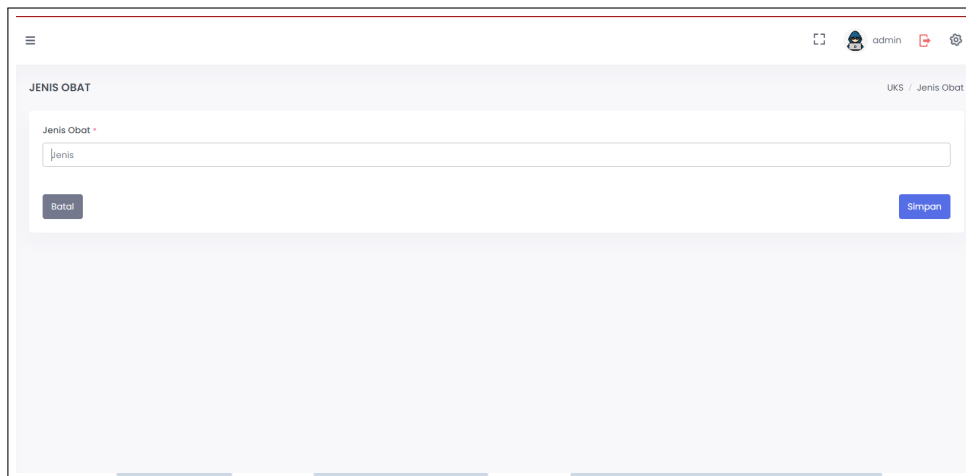 admin
JENIS OBAT
UKS / Jenis Obat
Jenis Obat *
Jenis
Batal
Simpan